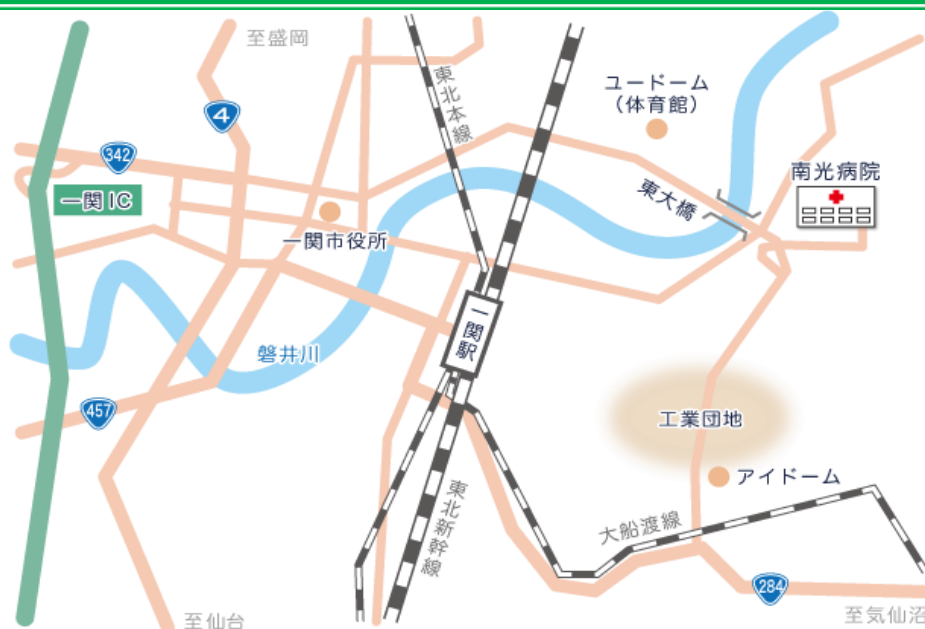 至盛岡
4
東北本線
ユードーム
(体育館)
342
一関IC
南光病院
東大橋
一関市役所
一関駅
磐井川
457
工業団地
アイドーム
東北新幹線
大船渡線
284
至仙台
至気仙沼